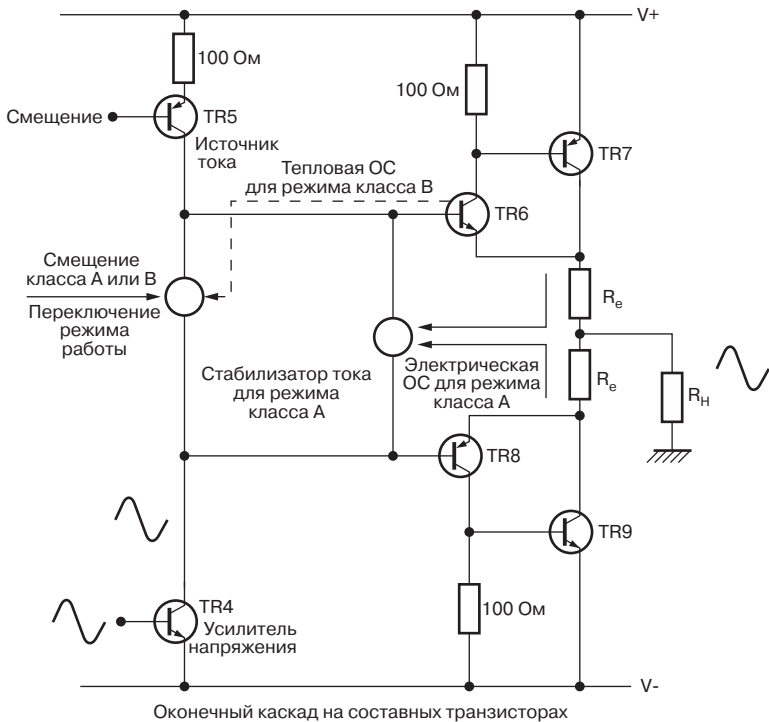 V+
100 Ом
100 Ом
Смещение
TR5
Источник
тока
TR7
Тепловая ОС
для режима класса В
TR6
Смещение
класса А или В
Переключение
режима
работы
Rе
Стабилизатор тока
для режима
класса А
Электрическая
ОС для режима
класса А
Rе
RН
TR8
TR9
TR4
Усилитель
напряжения
100 Ом
V-
Оконечный каскад на составных транзисторах